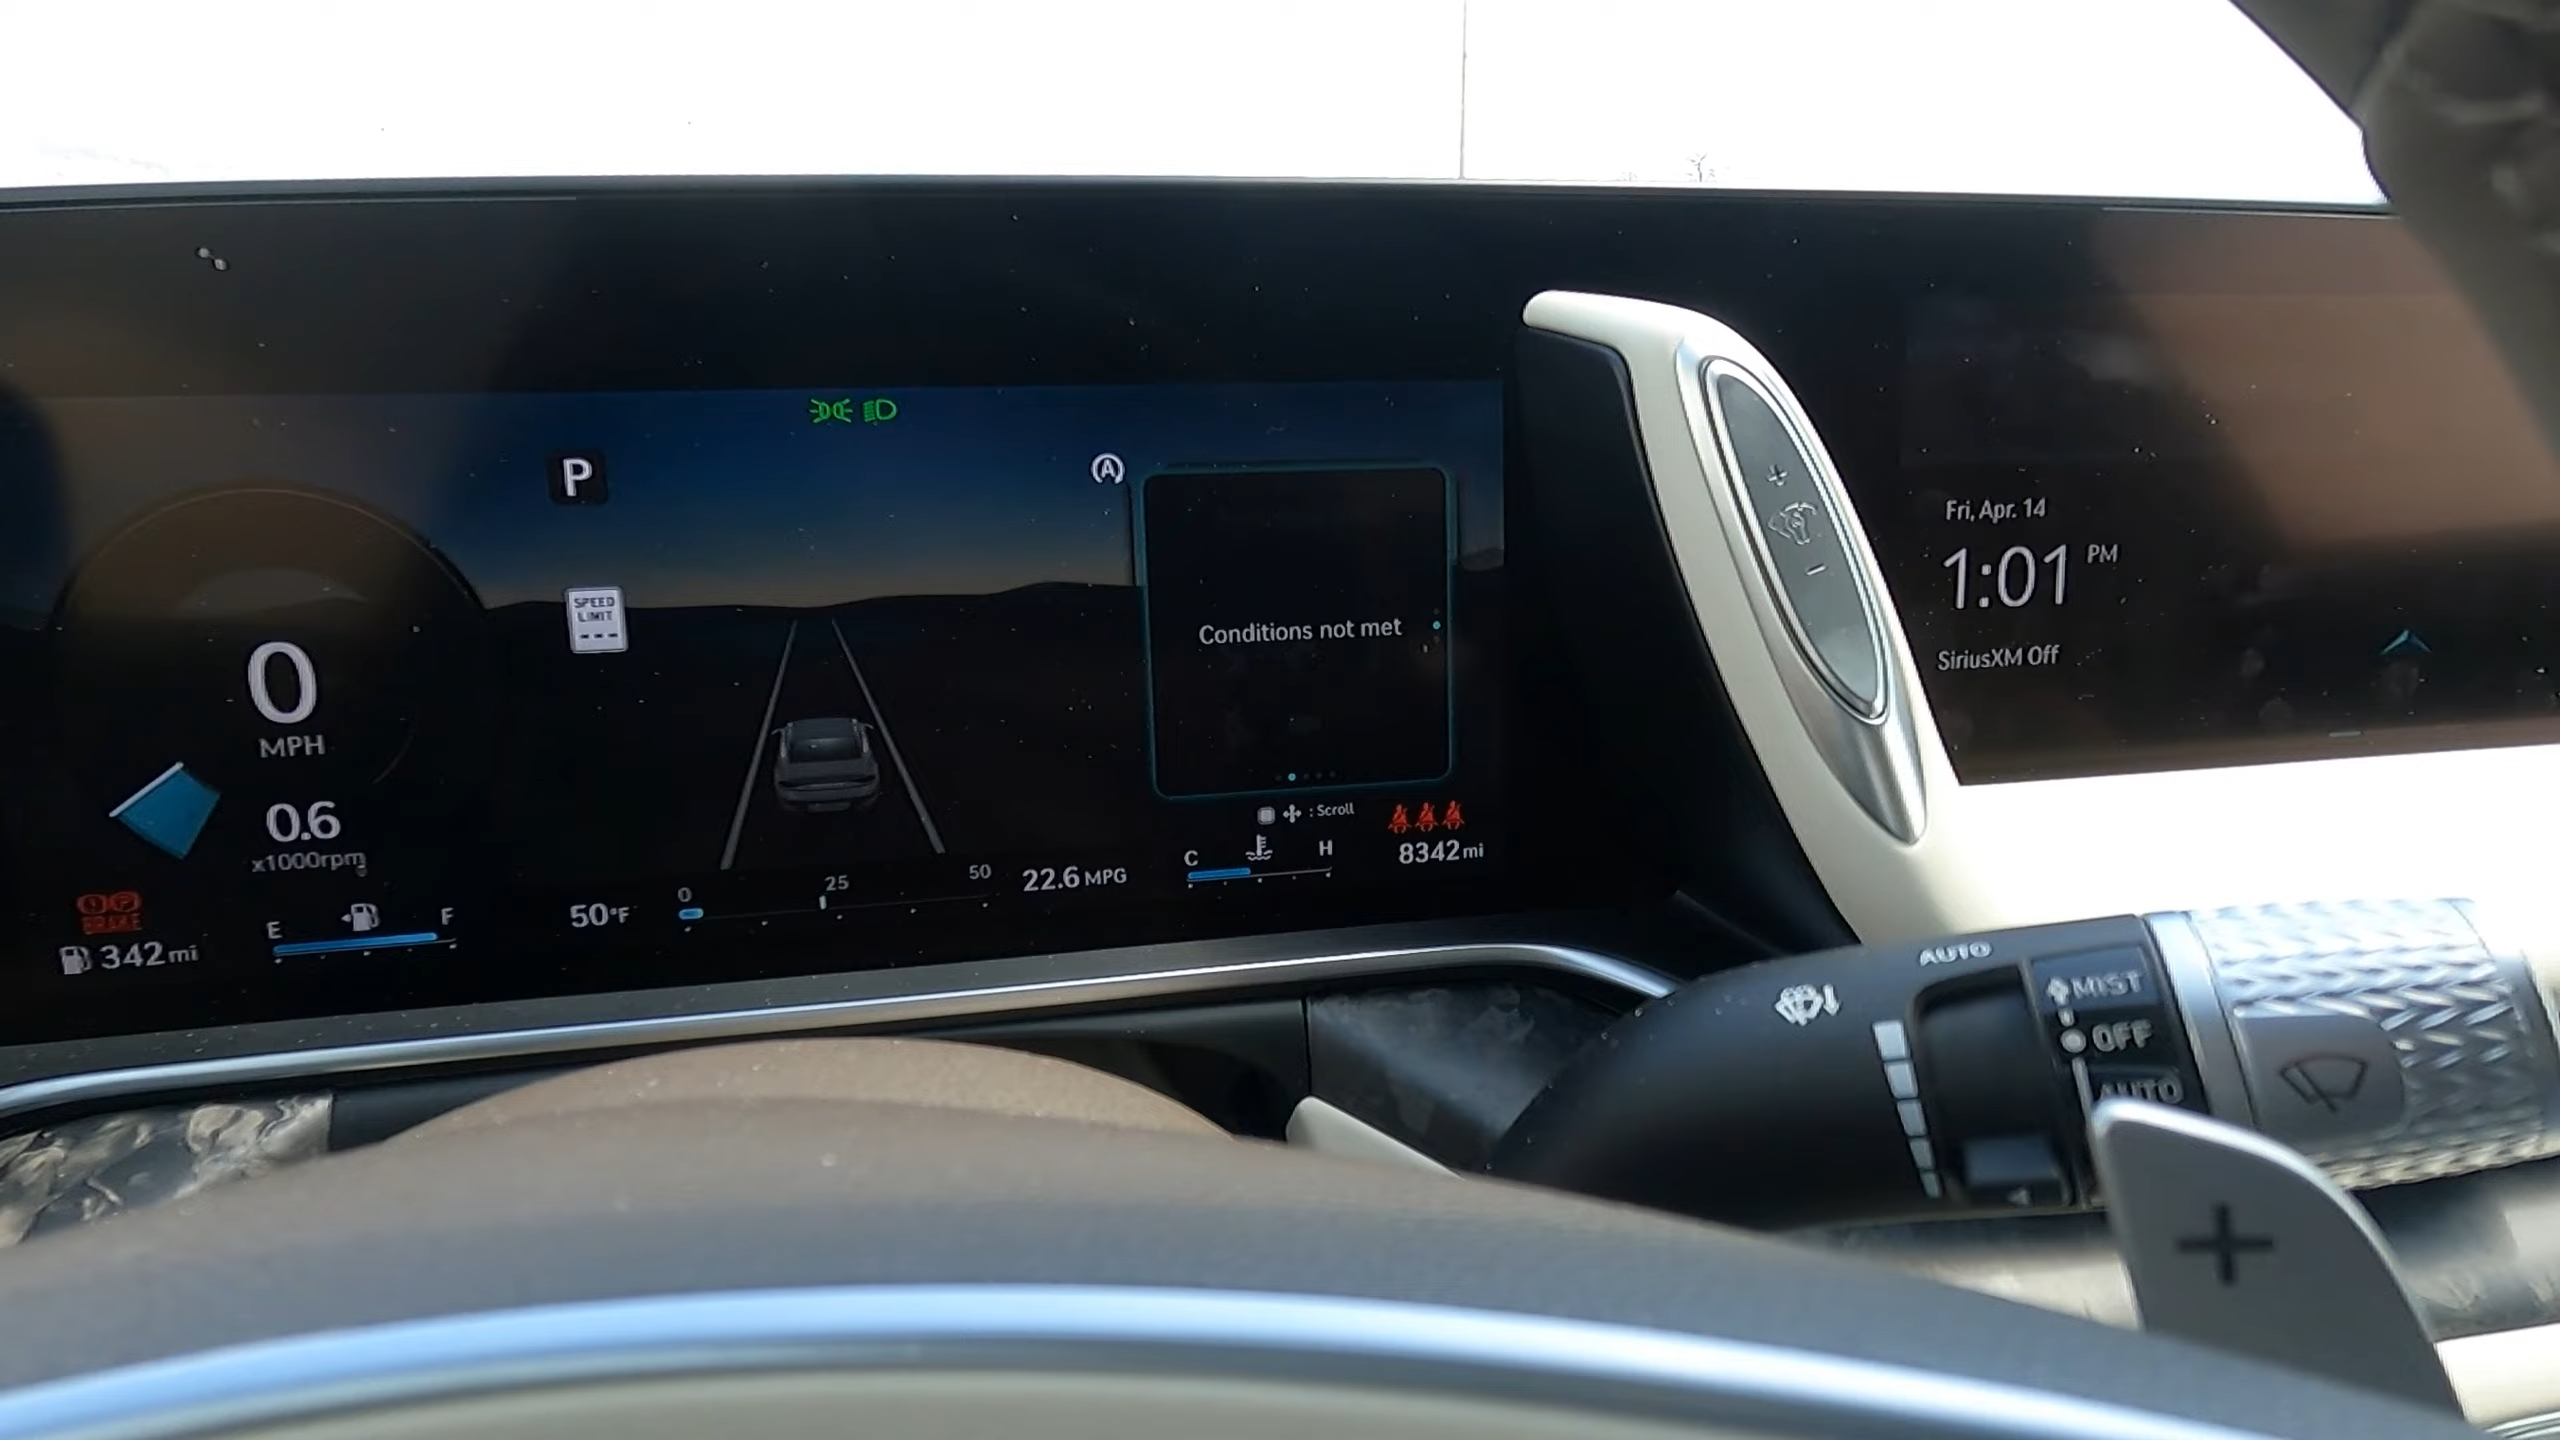 P
SPEED
LIMIT
---
0
MPH
0.6
x1000rpm
BRAKE
342 mi
E
F
50°F
0
25
50
22.6 MPG
A
Conditions not met
: Scroll
C
H
8342 mi
+
−
Fri, Apr. 14
1:01 PM
SiriusXM Off
AUTO
MIST
OFF
AUTO
+